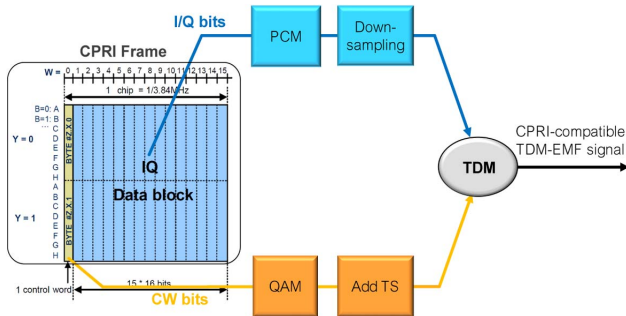 I/Q bits
PCM
Down-
sampling
CPRI Frame
W = 0 1 2 3 4 5 6 7 8 9 10 11 12 13 14 15
1 chip = 1/3.84MHz
B=0: A
B=1: B
... C
D
E
F
G
H
Y = 0
BYTE #Z.X.0
IQ
Data block
A
B
C
D
E
F
G
H
Y = 1
BYTE #Z.X.1
1 control word
15 * 16 bits
CW bits
QAM
Add TS
TDM
CPRI-compatible
TDM-EMF signal